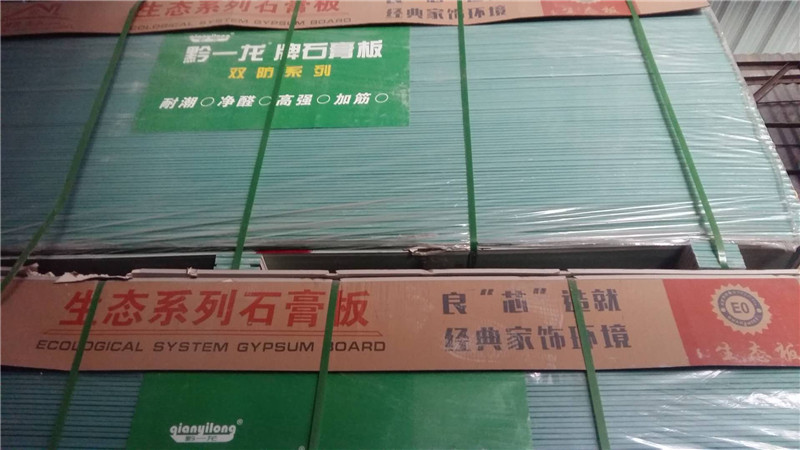 生态系列石膏板
ECOLOGICAL SYSTEM GYPSUM BOARD
经典家饰环境
黔一龙牌石膏板
双防系列
耐潮○净醛○高强○加筋○
生态系列石膏板
ECOLOGICAL SYSTEM GYPSUM BOARD
良“芯”造就
经典家饰环境
E0
生态板
qianyilong
黔一龙